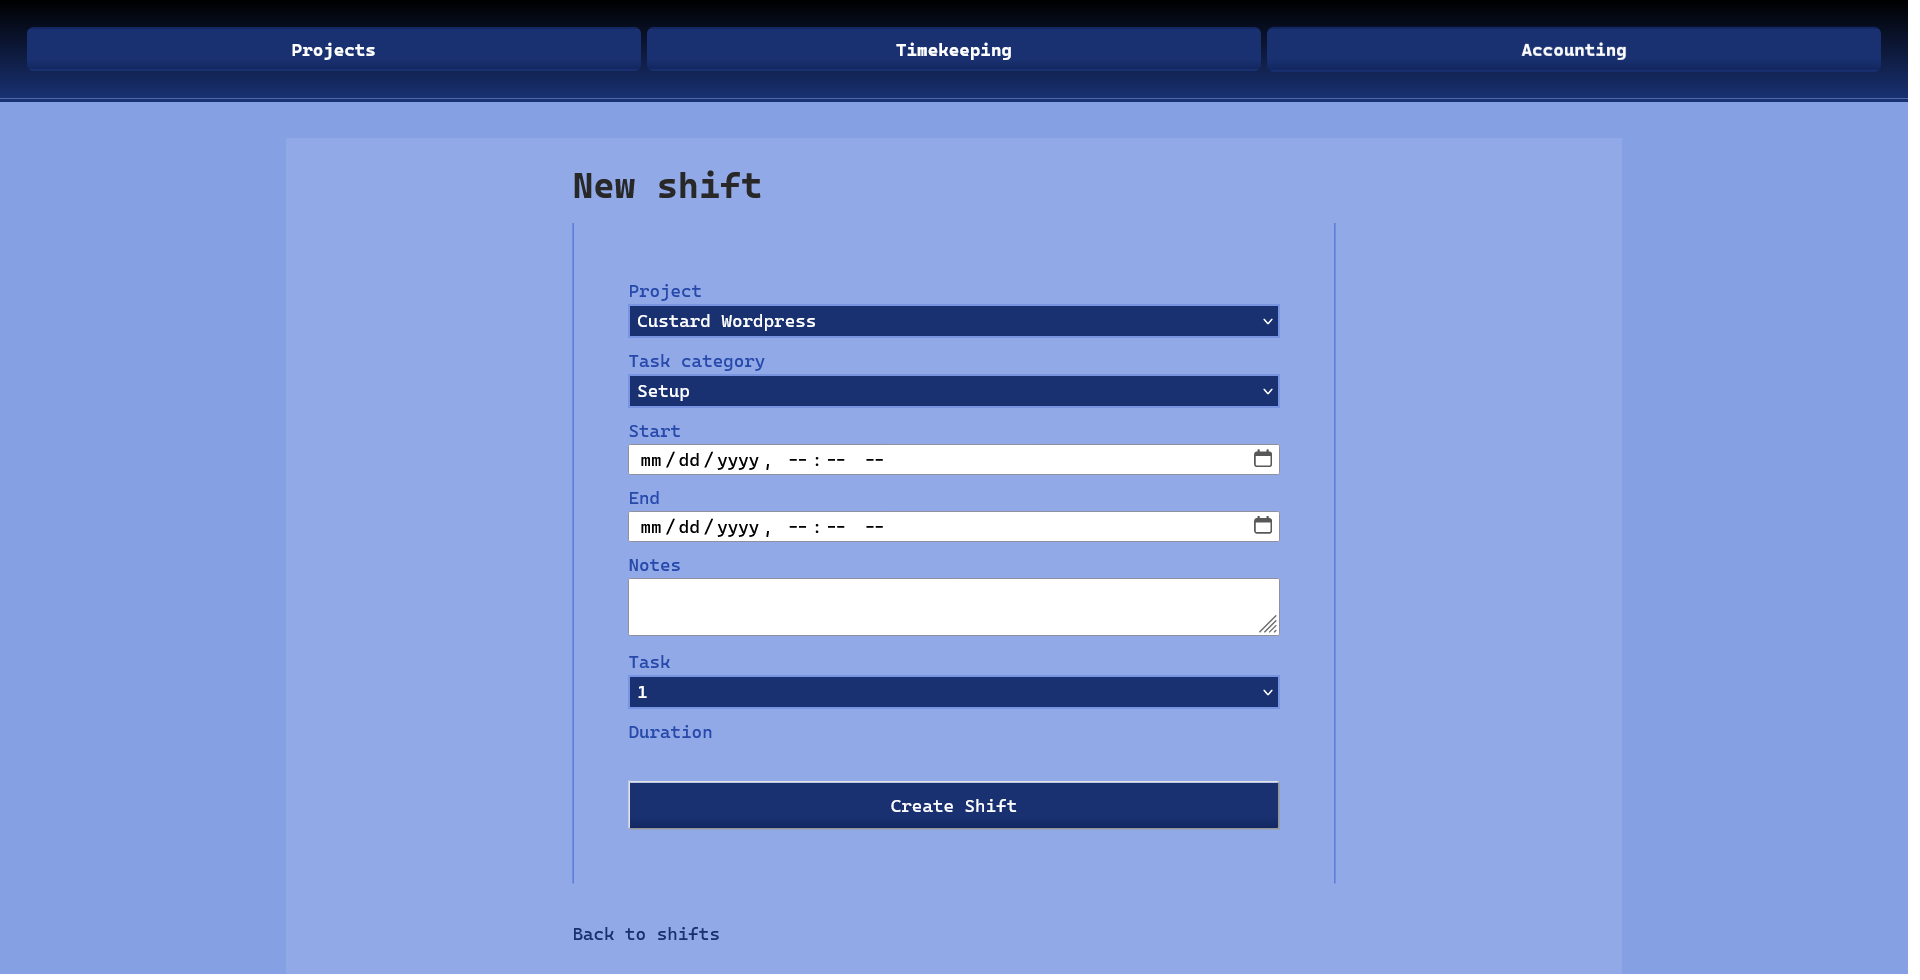 Projects
Timekeeping
Accounting
New shift
Project
Custard Wordpress
Task category
Setup
Start
mm/dd/yyyy, --:-- --
End
mm/dd/yyyy, --:-- --
Notes
Task
1
Duration
Create Shift
Back to shifts